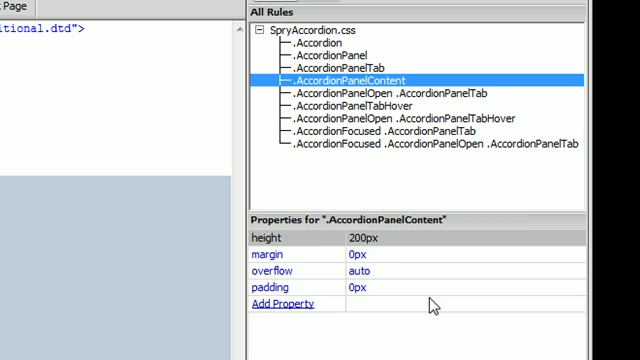 Page
itional.dtd">
All Rules
SpryAccordion.css
.Accordion
.AccordionPanel
.AccordionPanelTab
.AccordionPanelContent
.AccordionPanelOpen .AccordionPanelTab
.AccordionPanelTabHover
.AccordionPanelOpen .AccordionPanelTabHover
.AccordionFocused .AccordionPanelTab
.AccordionFocused .AccordionPanelOpen .AccordionPanelTab
Properties for ".AccordionPanelContent"
height 200px
margin 0px
overflow auto
padding 0px
Add Property